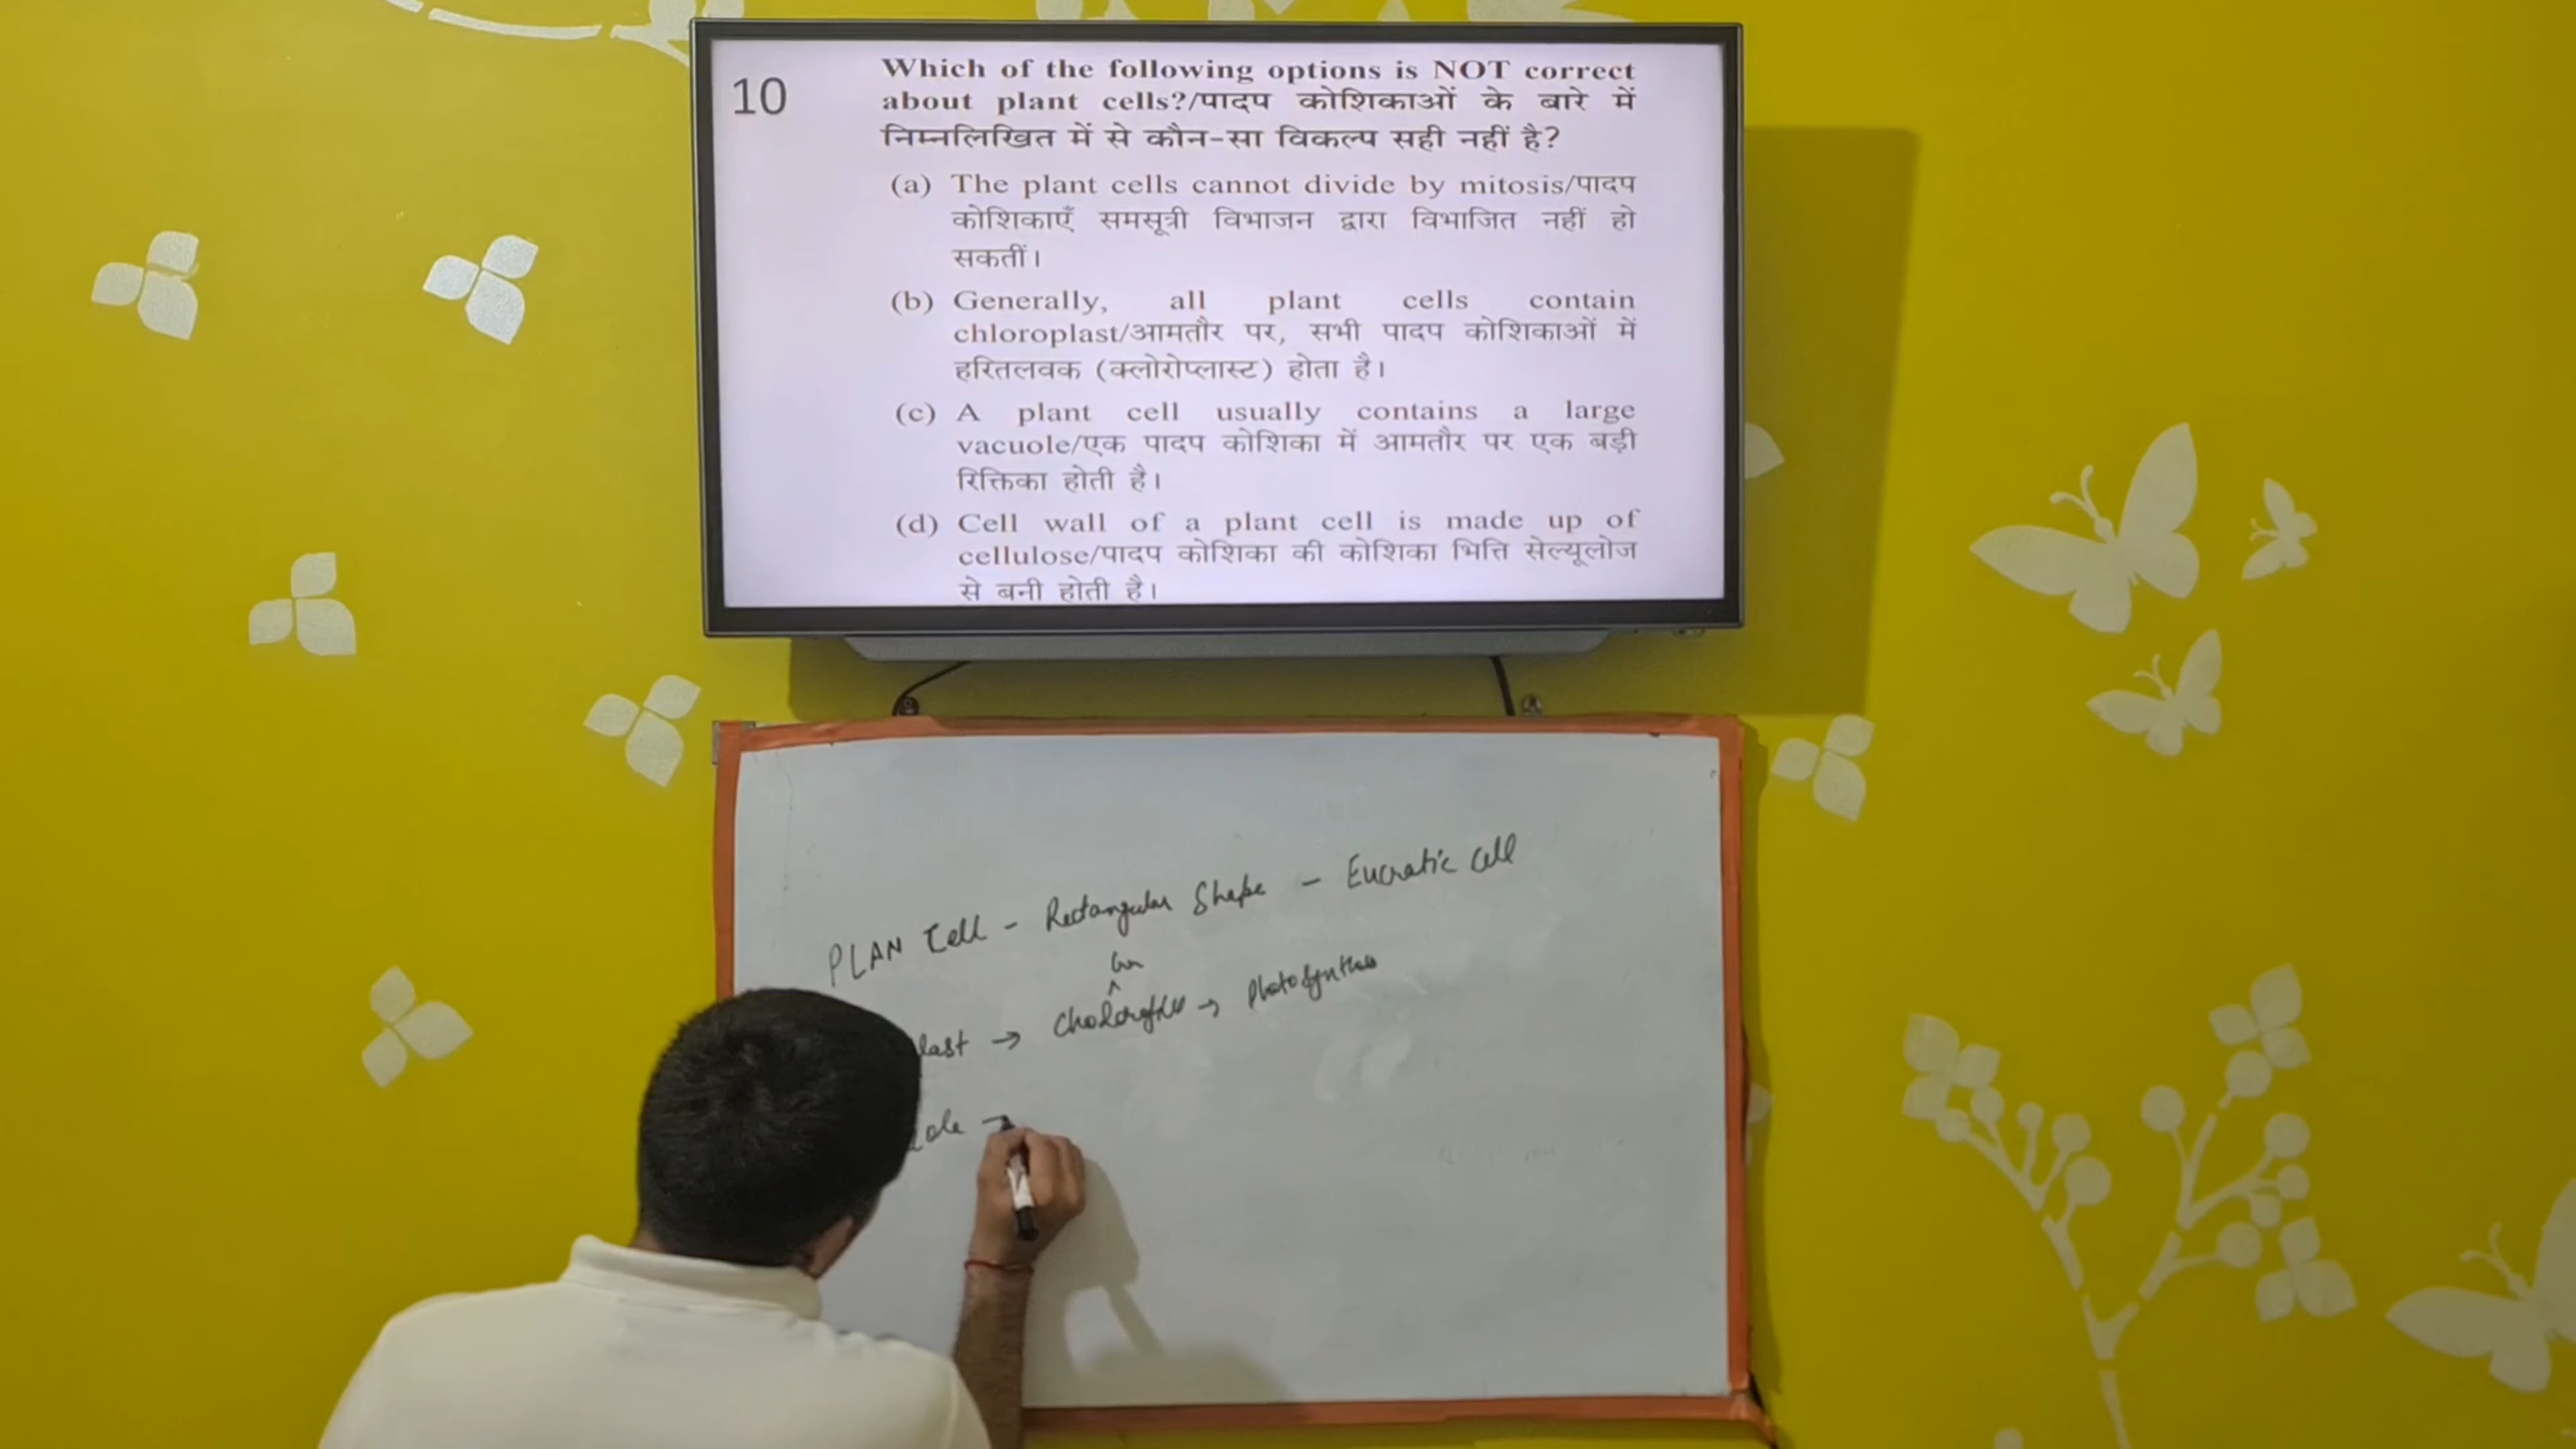 10
Which of the following options is NOT correct
about plant cells?/पादप कोशिकाओं के बारे में
निम्नलिखित में से कौन-सा विकल्प सही नहीं है?
(a) The plant cells cannot divide by mitosis/पादप
कोशिकाएँ समसूत्री विभाजन द्वारा विभाजित नहीं हो
सकतीं।
(b) Generally, all plant cells contain
chloroplast/आमतौर पर, सभी पादप कोशिकाओं में
हरितलवक (क्लोरोप्लास्ट) होता है।
(c) A plant cell usually contains a large
vacuole/एक पादप कोशिका में आमतौर पर एक बड़ी
रिक्तिका होती है।
(d) Cell wall of a plant cell is made up of
cellulose/पादप कोशिका की कोशिका भित्ति सेल्यूलोज
से बनी होती है।
PLAN Cell - Rectangular Shape - Eucratic Cell
last → → Photosynthes
ole →